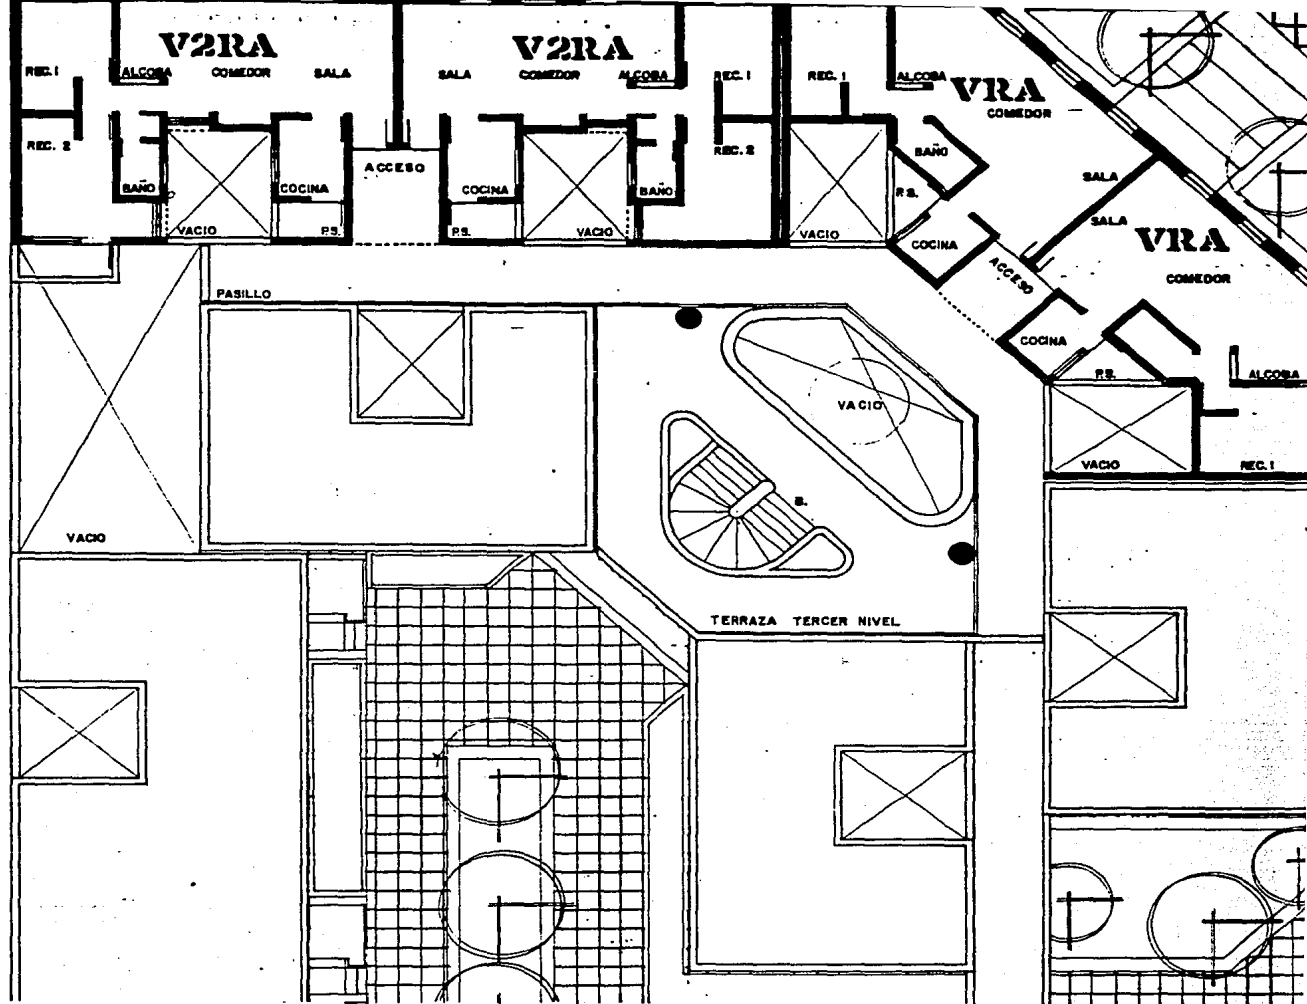 V2RA
V2RA
REC. 1
ALCOBA
COMEDOR
SALA
SALA
COMEDOR
ALCOBA
REC. 1
REC. 1
ALCOBA
VRA
COMEDOR
REC. 2
ACCESO
REC. 2
BAÑO
SALA
BAÑO
COCINA
COCINA
BAÑO
P.S.
VACIO
P.S.
P.S.
VACIO
VACIO
SALA
VRA
COCINA
ACCESO
COMEDOR
PASILLO
COCINA
P.S.
ALCOBA
VACIO
VACIO
REC. 1
B.
VACIO
TERRAZA TERCER NIVEL